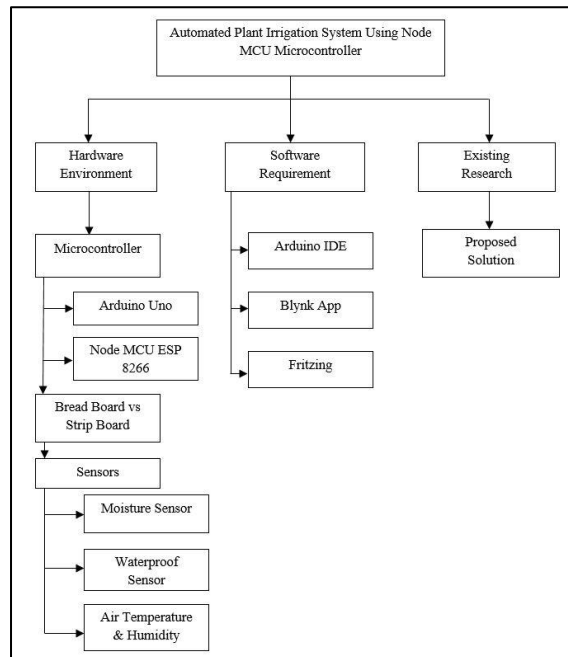 Automated Plant Irrigation System Using Node
MCU Microcontroller
Hardware
Environment
Software
Requirement
Existing
Research
Microcontroller
Arduino IDE
Proposed
Solution
Arduino Uno
Blynk App
Node MCU ESP
8266
Fritzing
Bread Board vs
Strip Board
Sensors
Moisture Sensor
Waterproof
Sensor
Air Temperature
& Humidity